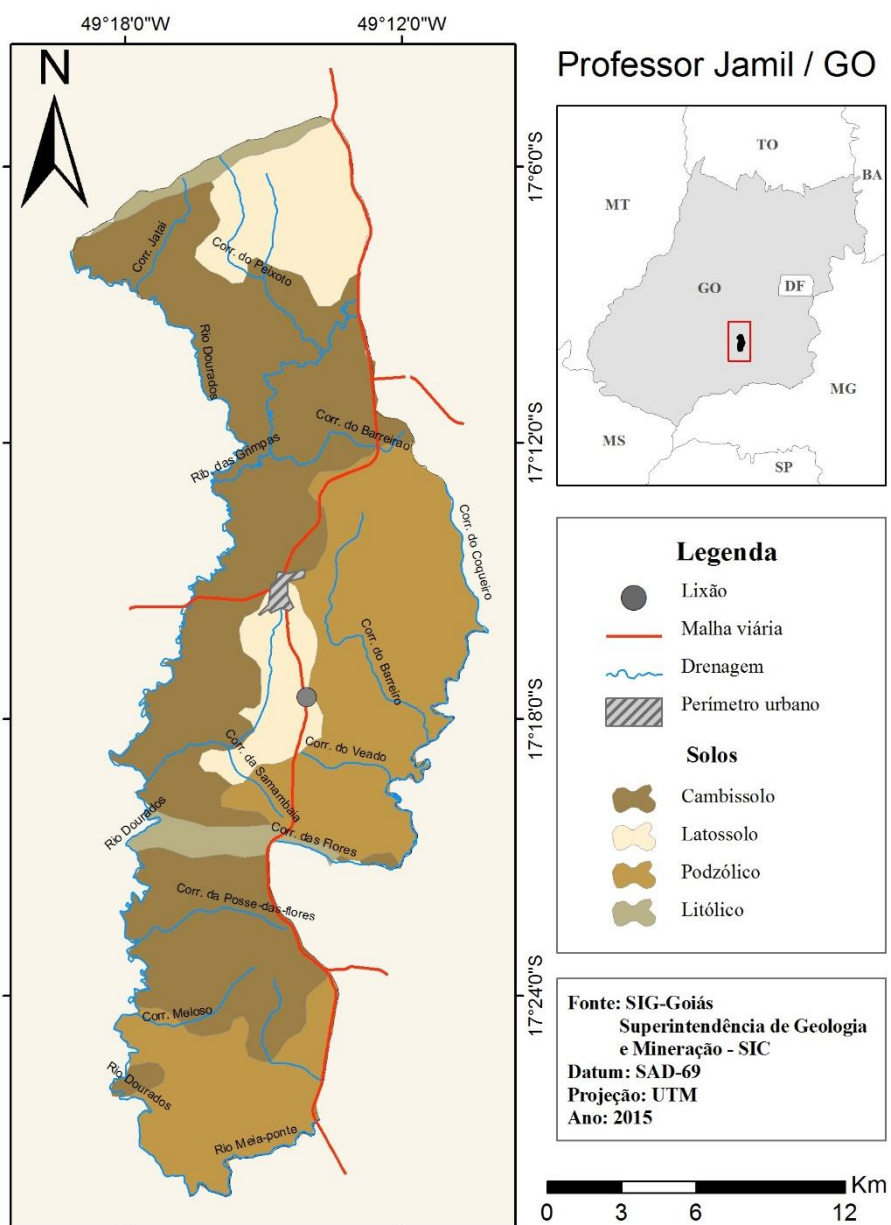 49°18'0"W
49°12'0"W
N
17°6'0"S
17°12'0"S
17°18'0"S
17°24'0"S
Corr. Jatai
Corr. do Peixoto
Rio Dourados
Corr. do Barreirao
Rib. das Grimpas
Corr. do Coqueiro
Corr. do Barreiro
Corr. do Veado
Corr. da Samambaia
Rio Dourados
Corr. das Flores
Corr. da Posse-das-flores
Corr. Meloso
Rio Dourados
Rio Meia-ponte
Professor Jamil / GO
TO
BA
MT
GO
DF
MG
MS
SP
Legenda
Lixão
Malha viária
Drenagem
Perímetro urbano
Solos
Cambissolo
Latossolo
Podzólico
Litólico
Fonte: SIG-Goiás
Superintendência de Geologia
e Mineração - SIC
Datum: SAD-69
Projeção: UTM
Ano: 2015
Km
0 3 6 12